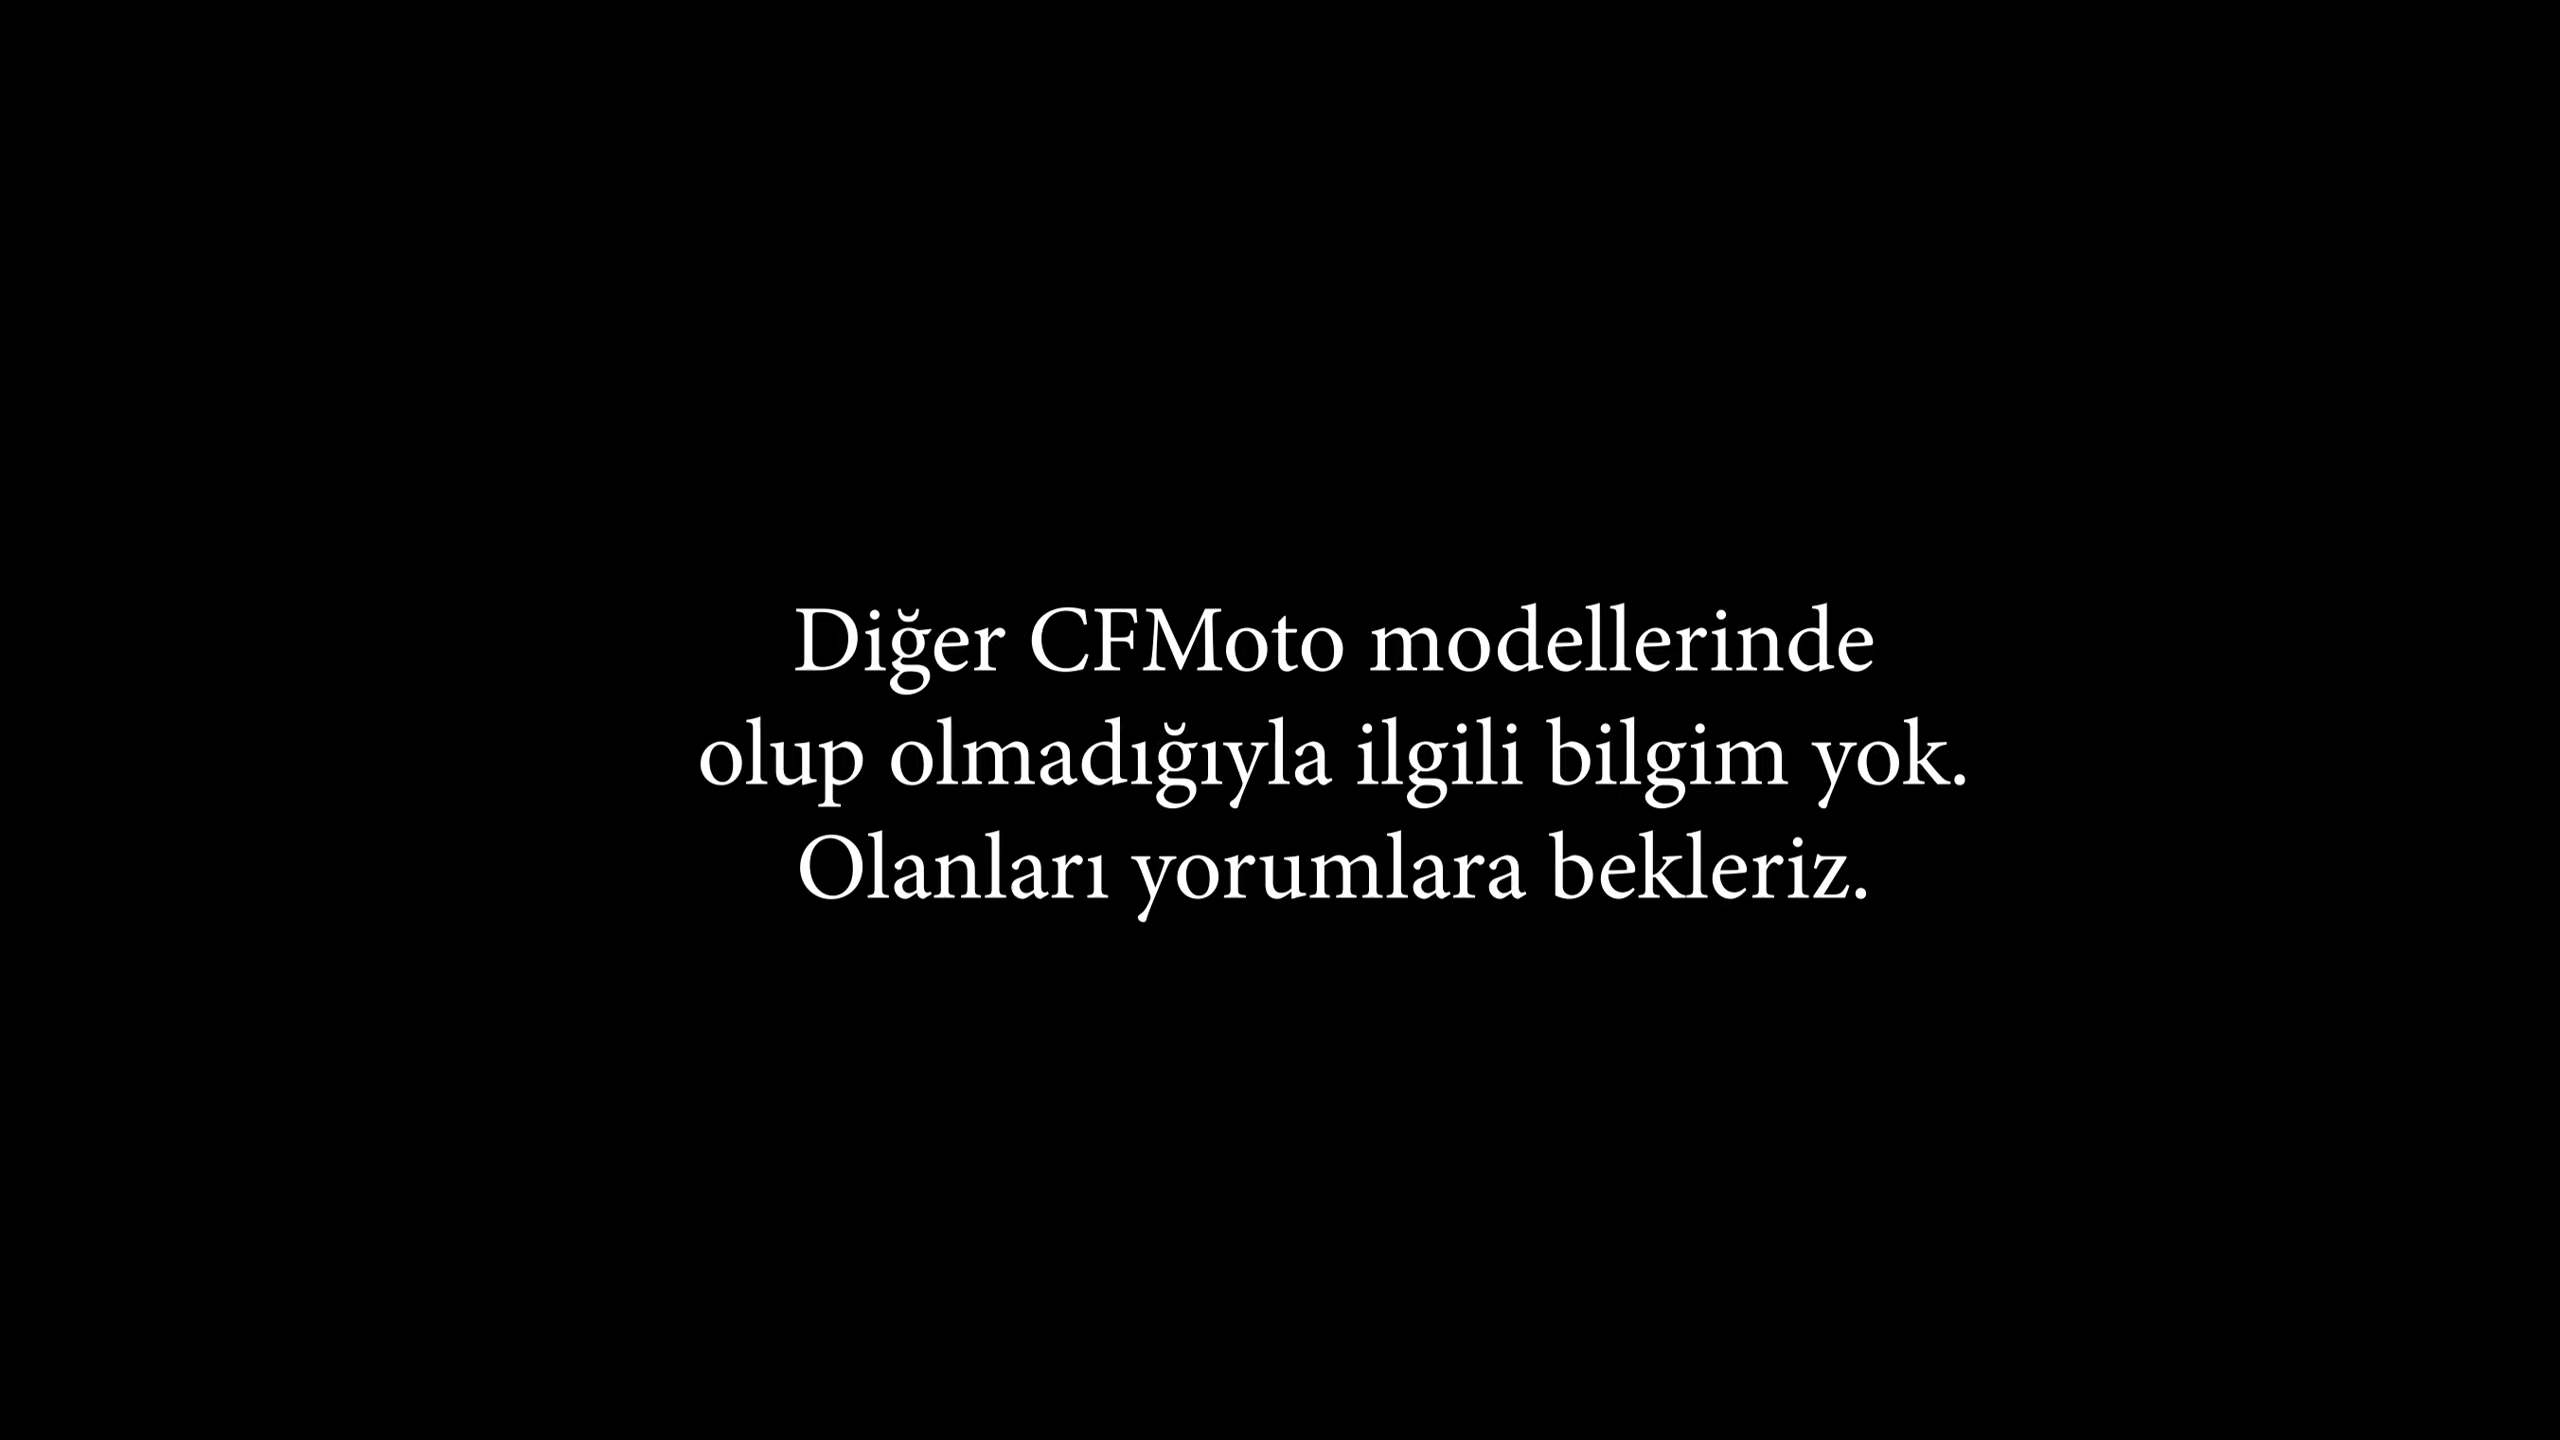 Diğer CFMoto modellerinde
olup olmadığıyla ilgili bilgim yok.
Olanları yorumlara bekleriz.